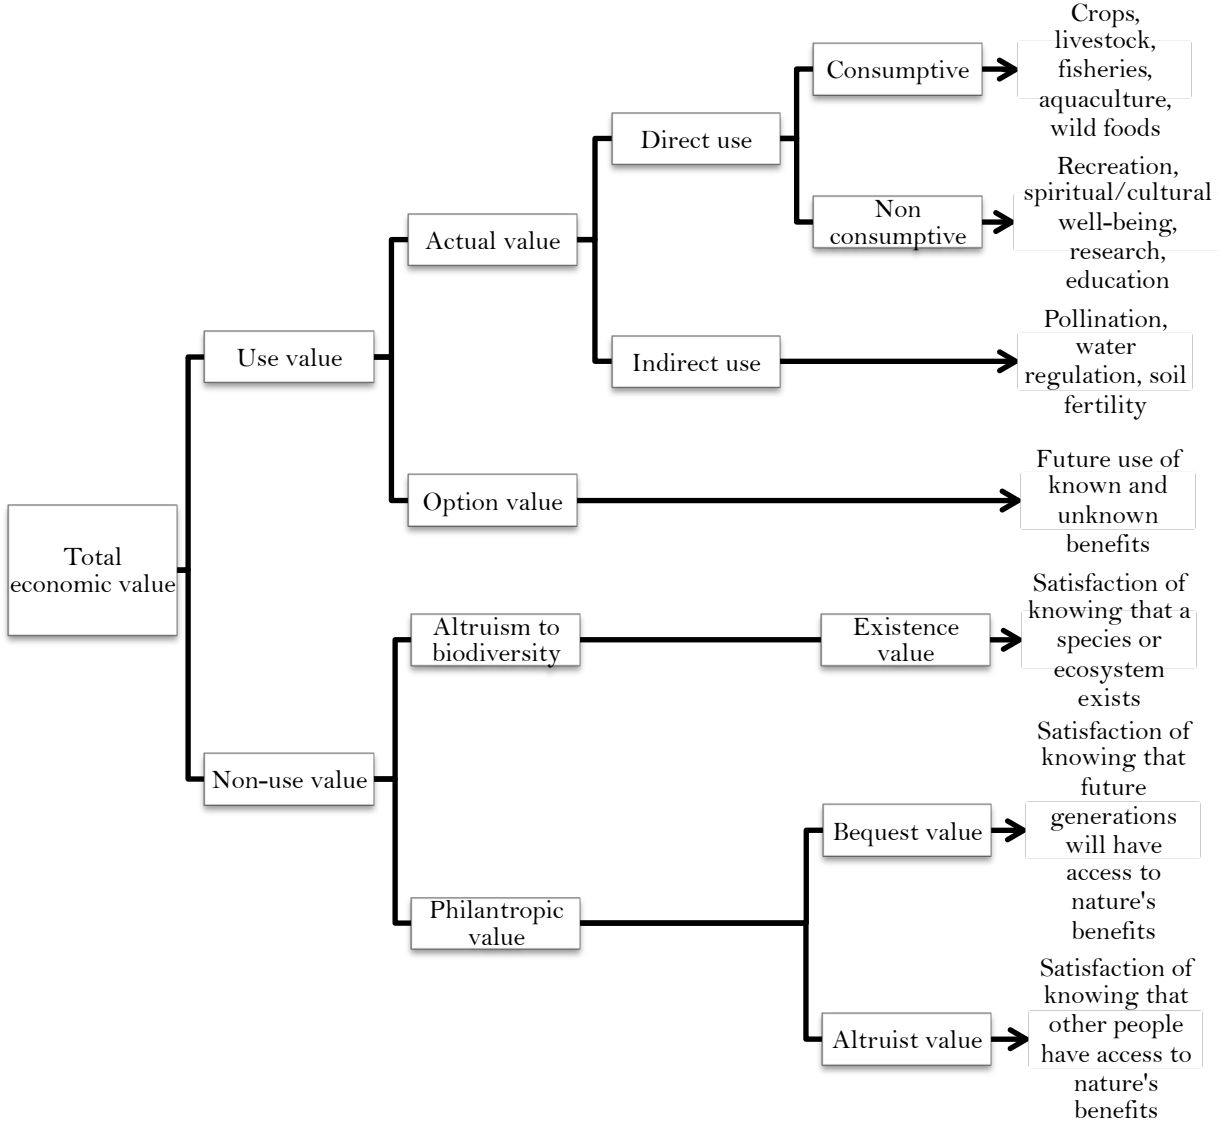 Total
economic value
Use value
Non-use value
Actual value
Option value
Altruism to
biodiversity
Philantropic
value
Direct use
Indirect use
Consumptive
Non
consumptive
Existence
value
Bequest value
Altruist value
Crops,
livestock,
fisheries,
aquaculture,
wild foods
Recreation,
spiritual/cultural
well-being,
research,
education
Pollination,
water
regulation, soil
fertility
Future use of
known and
unknown
benefits
Satisfaction of
knowing that a
species or
ecosystem
exists
Satisfaction of
knowing that
future
generations
will have
access to
nature's
benefits
Satisfaction of
knowing that
other people
have access to
nature's
benefits